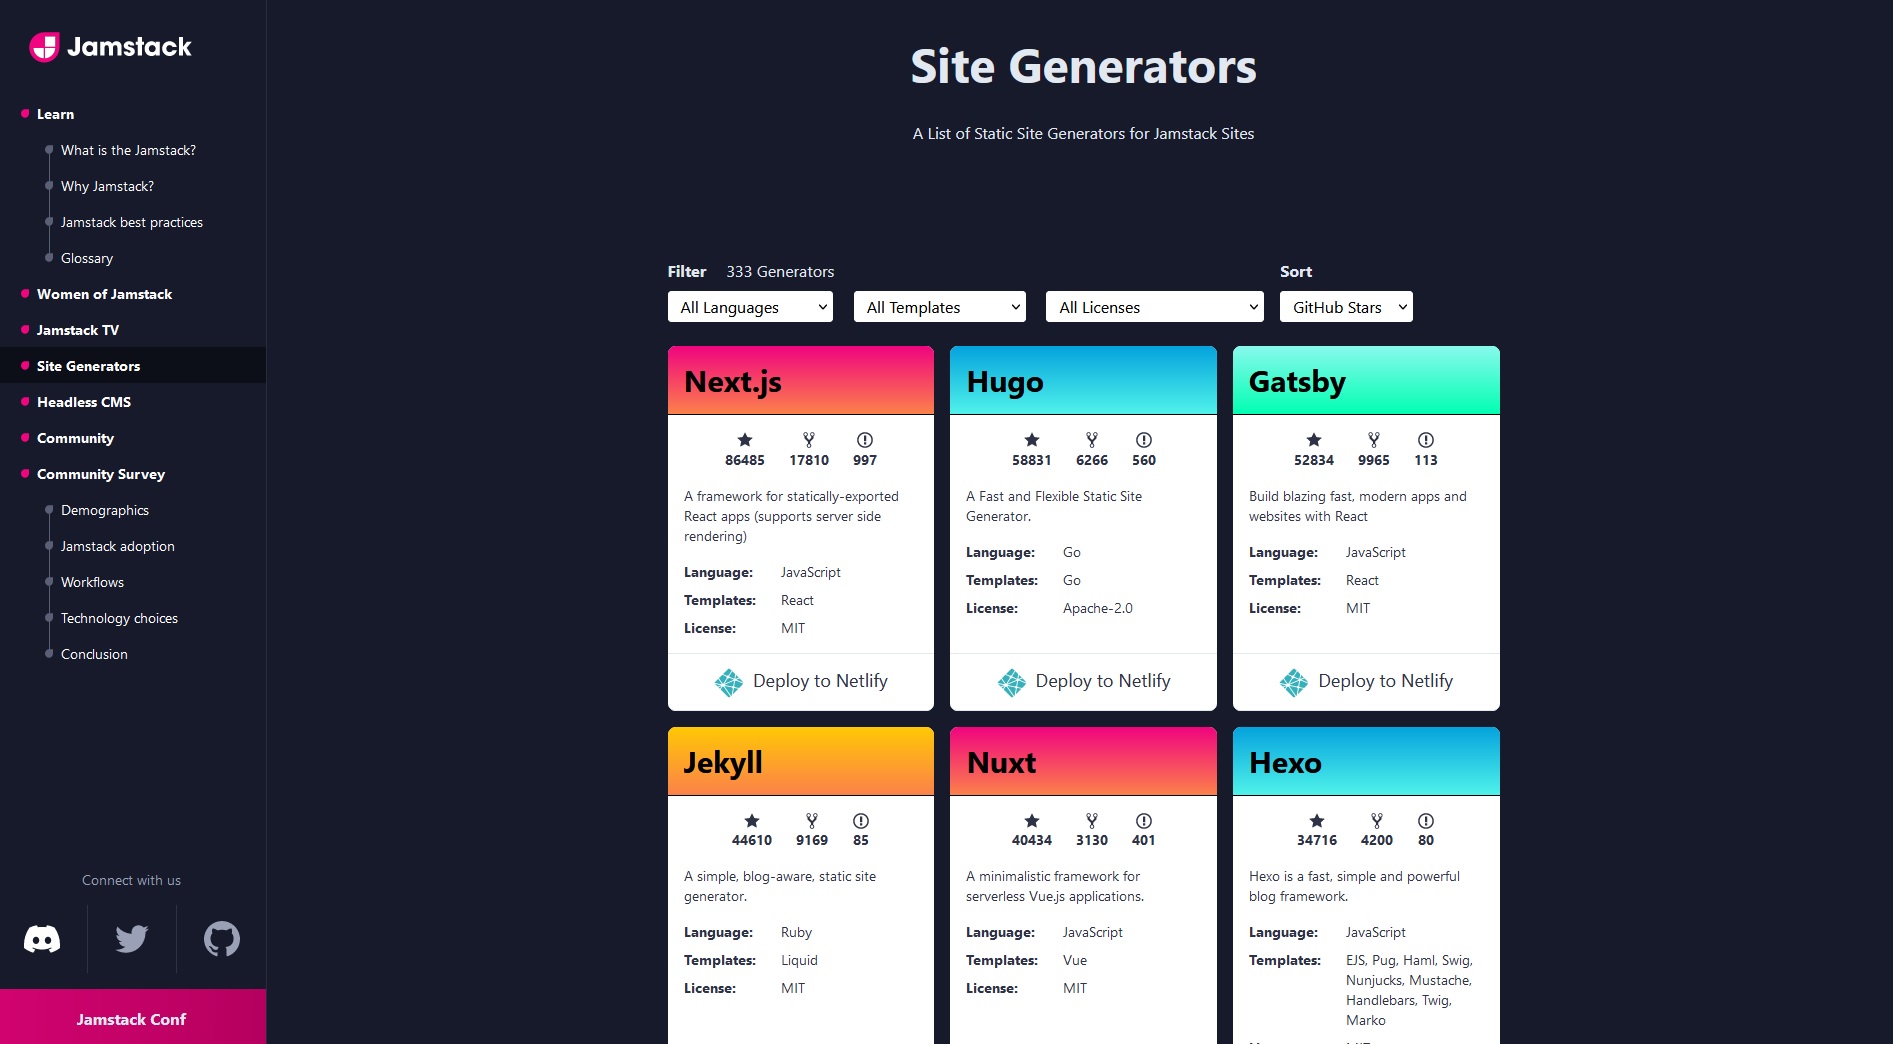 Jamstack
Learn
What is the Jamstack?
Why Jamstack?
Jamstack best practices
Glossary
Women of Jamstack
Jamstack TV
Site Generators
Headless CMS
Community
Community Survey
Demographics
Jamstack adoption
Workflows
Technology choices
Conclusion
Connect with us
Jamstack Conf
Site Generators
A List of Static Site Generators for Jamstack Sites
Filter 333 Generators
Sort
All Languages
All Templates
All Licenses
GitHub Stars
Next.js
86485 17810 997
A framework for statically-exported
React apps (supports server side
rendering)
Language: JavaScript
Templates: React
License: MIT
Deploy to Netlify
Hugo
58831 6266 560
A Fast and Flexible Static Site
Generator.
Language: Go
Templates: Go
License: Apache-2.0
Deploy to Netlify
Gatsby
52834 9965 113
Build blazing fast, modern apps and
websites with React
Language: JavaScript
Templates: React
License: MIT
Deploy to Netlify
Jekyll
44610 9169 85
A simple, blog-aware, static site
generator.
Language: Ruby
Templates: Liquid
License: MIT
Nuxt
40434 3130 401
A minimalistic framework for
serverless Vue.js applications.
Language: JavaScript
Templates: Vue
License: MIT
Hexo
34716 4200 80
Hexo is a fast, simple and powerful
blog framework.
Language: JavaScript
Templates: EJS, Pug, Haml, Swig,
Nunjucks, Mustache,
Handlebars, Twig,
Marko